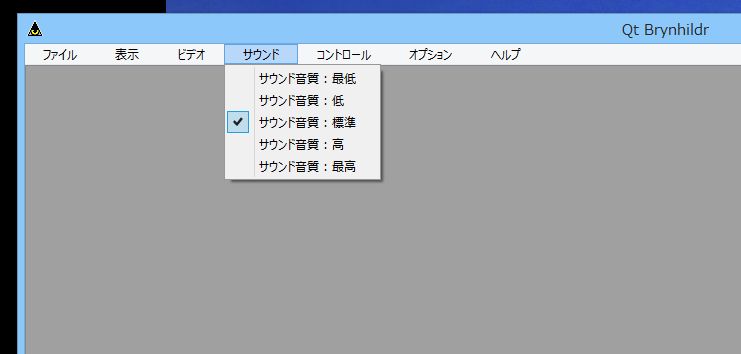 Qt Brynhildr
ファイル 表示 ビデオ サウンド コントロール オプション ヘルプ
サウンド音質：最低
サウンド音質：低
サウンド音質：標準
サウンド音質：高
サウンド音質：最高